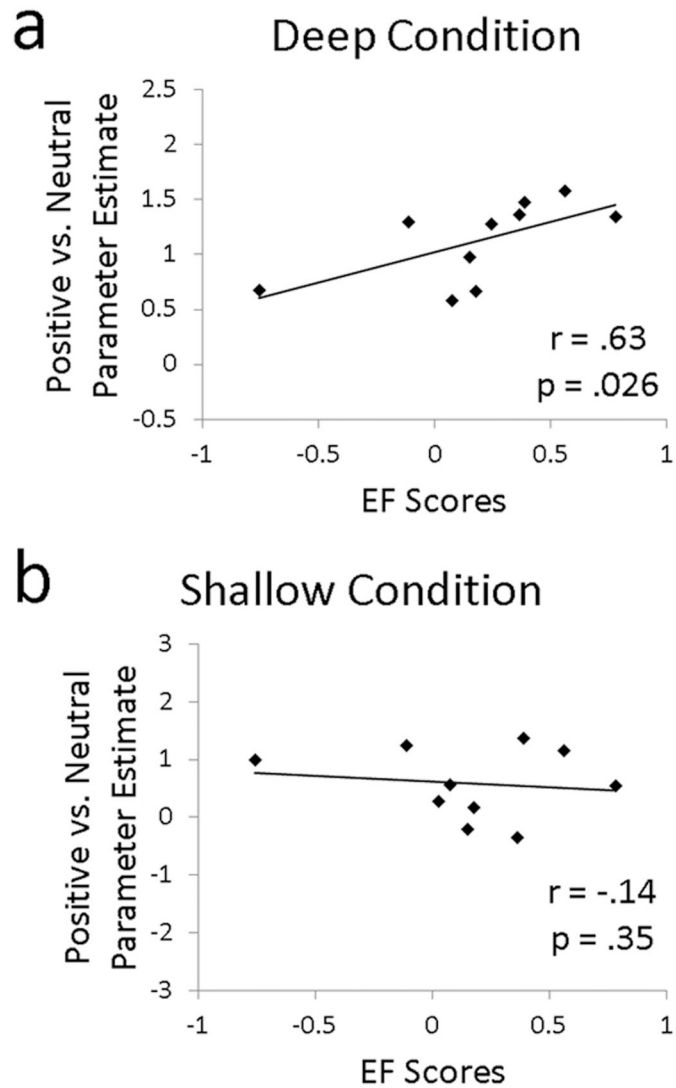 a
Deep Condition
Positive vs. Neutral
Parameter Estimate
2.5
2
1.5
1
0.5
0
-0.5
-1
-0.5
0
0.5
1
r = .63
p = .026
EF Scores
b
Shallow Condition
Positive vs. Neutral
Parameter Estimate
3
2
1
0
-1
-2
-3
-1
-0.5
0
0.5
1
r = -.14
p = .35
EF Scores